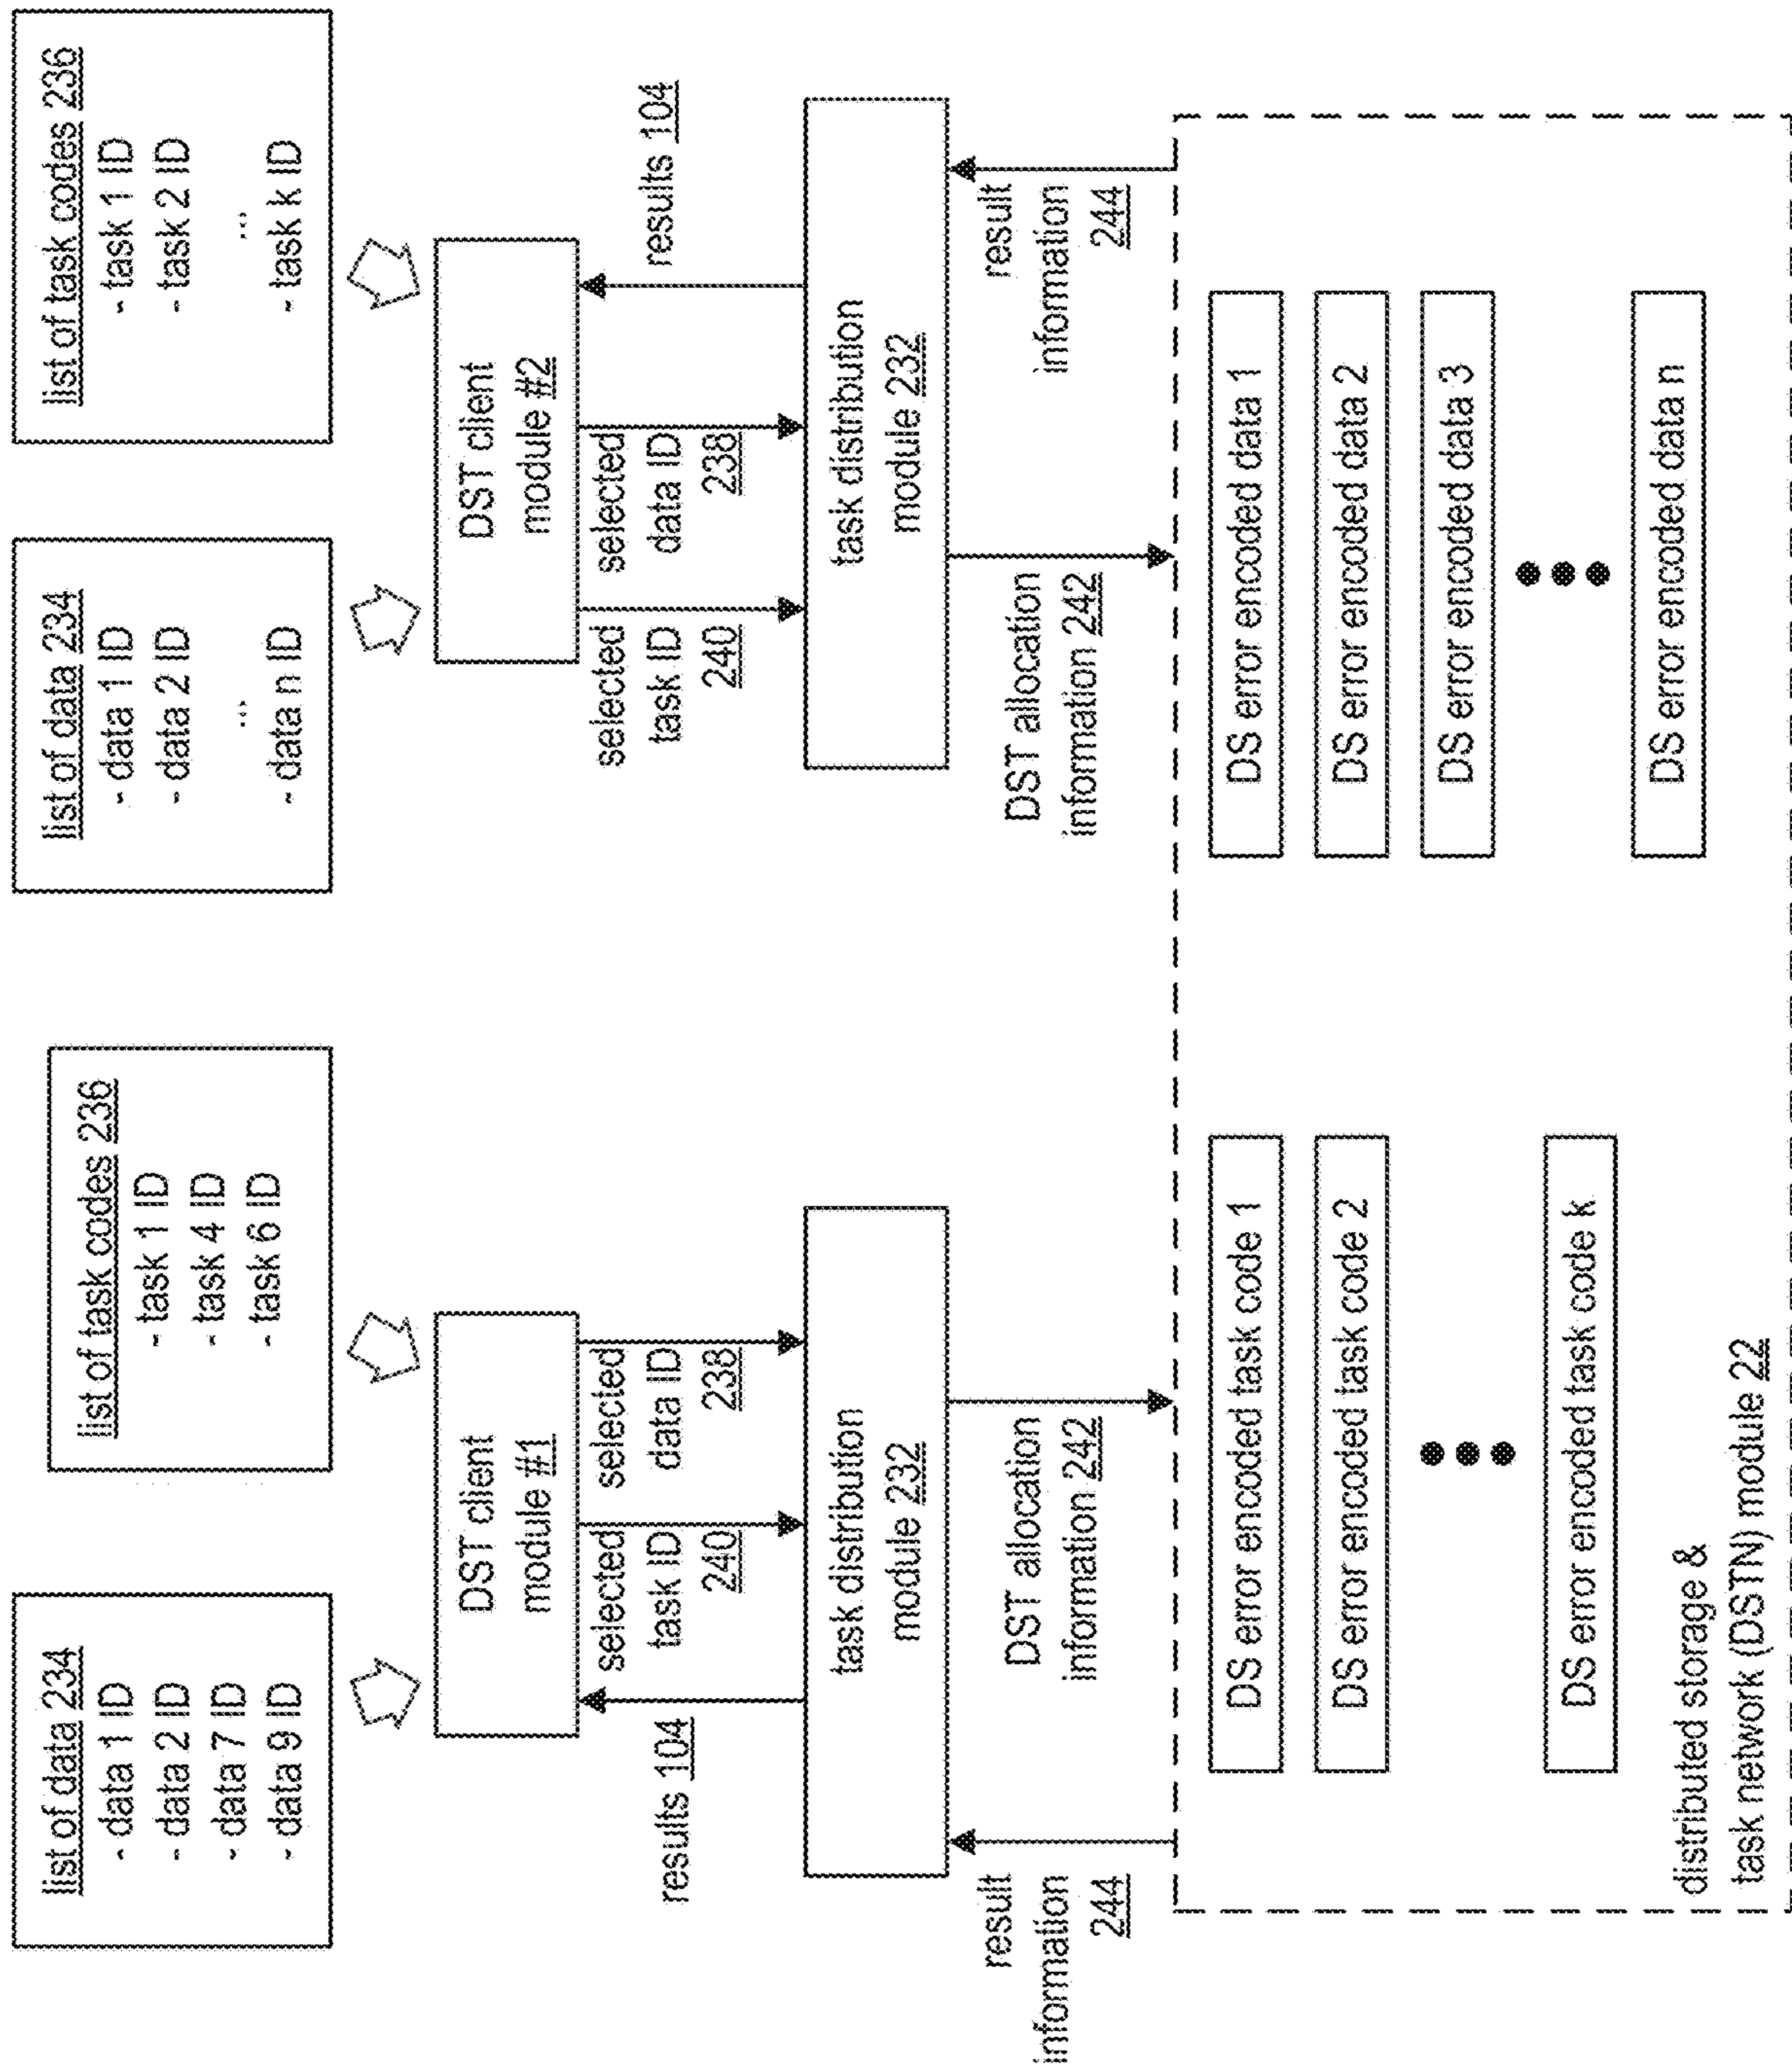 list of data 234
- data 1 ID
- data 2 ID
- data 7 ID
- data 9 ID
list of task codes 236
- task 1 ID
- task 4 ID
- task 6 ID
list of data 234
- data 1 ID
- data 2 ID
...
- data n ID
list of task codes 236
- task 1 ID
- task 2 ID
...
- task k ID
DST client
module #1
DST client
module #2
results 104
selected
task ID
240
selected
data ID
238
selected
task ID
240
selected
data ID
238
results 104
task distribution
module 232
task distribution
module 232
result
information
244
DST allocation
information 242
DST allocation
information 242
result
information
244
DS error encoded task code 1
DS error encoded task code 2
DS error encoded task code k
DS error encoded data 1
DS error encoded data 2
DS error encoded data 3
DS error encoded data n
distributed storage &
task network (DSTN) module 22